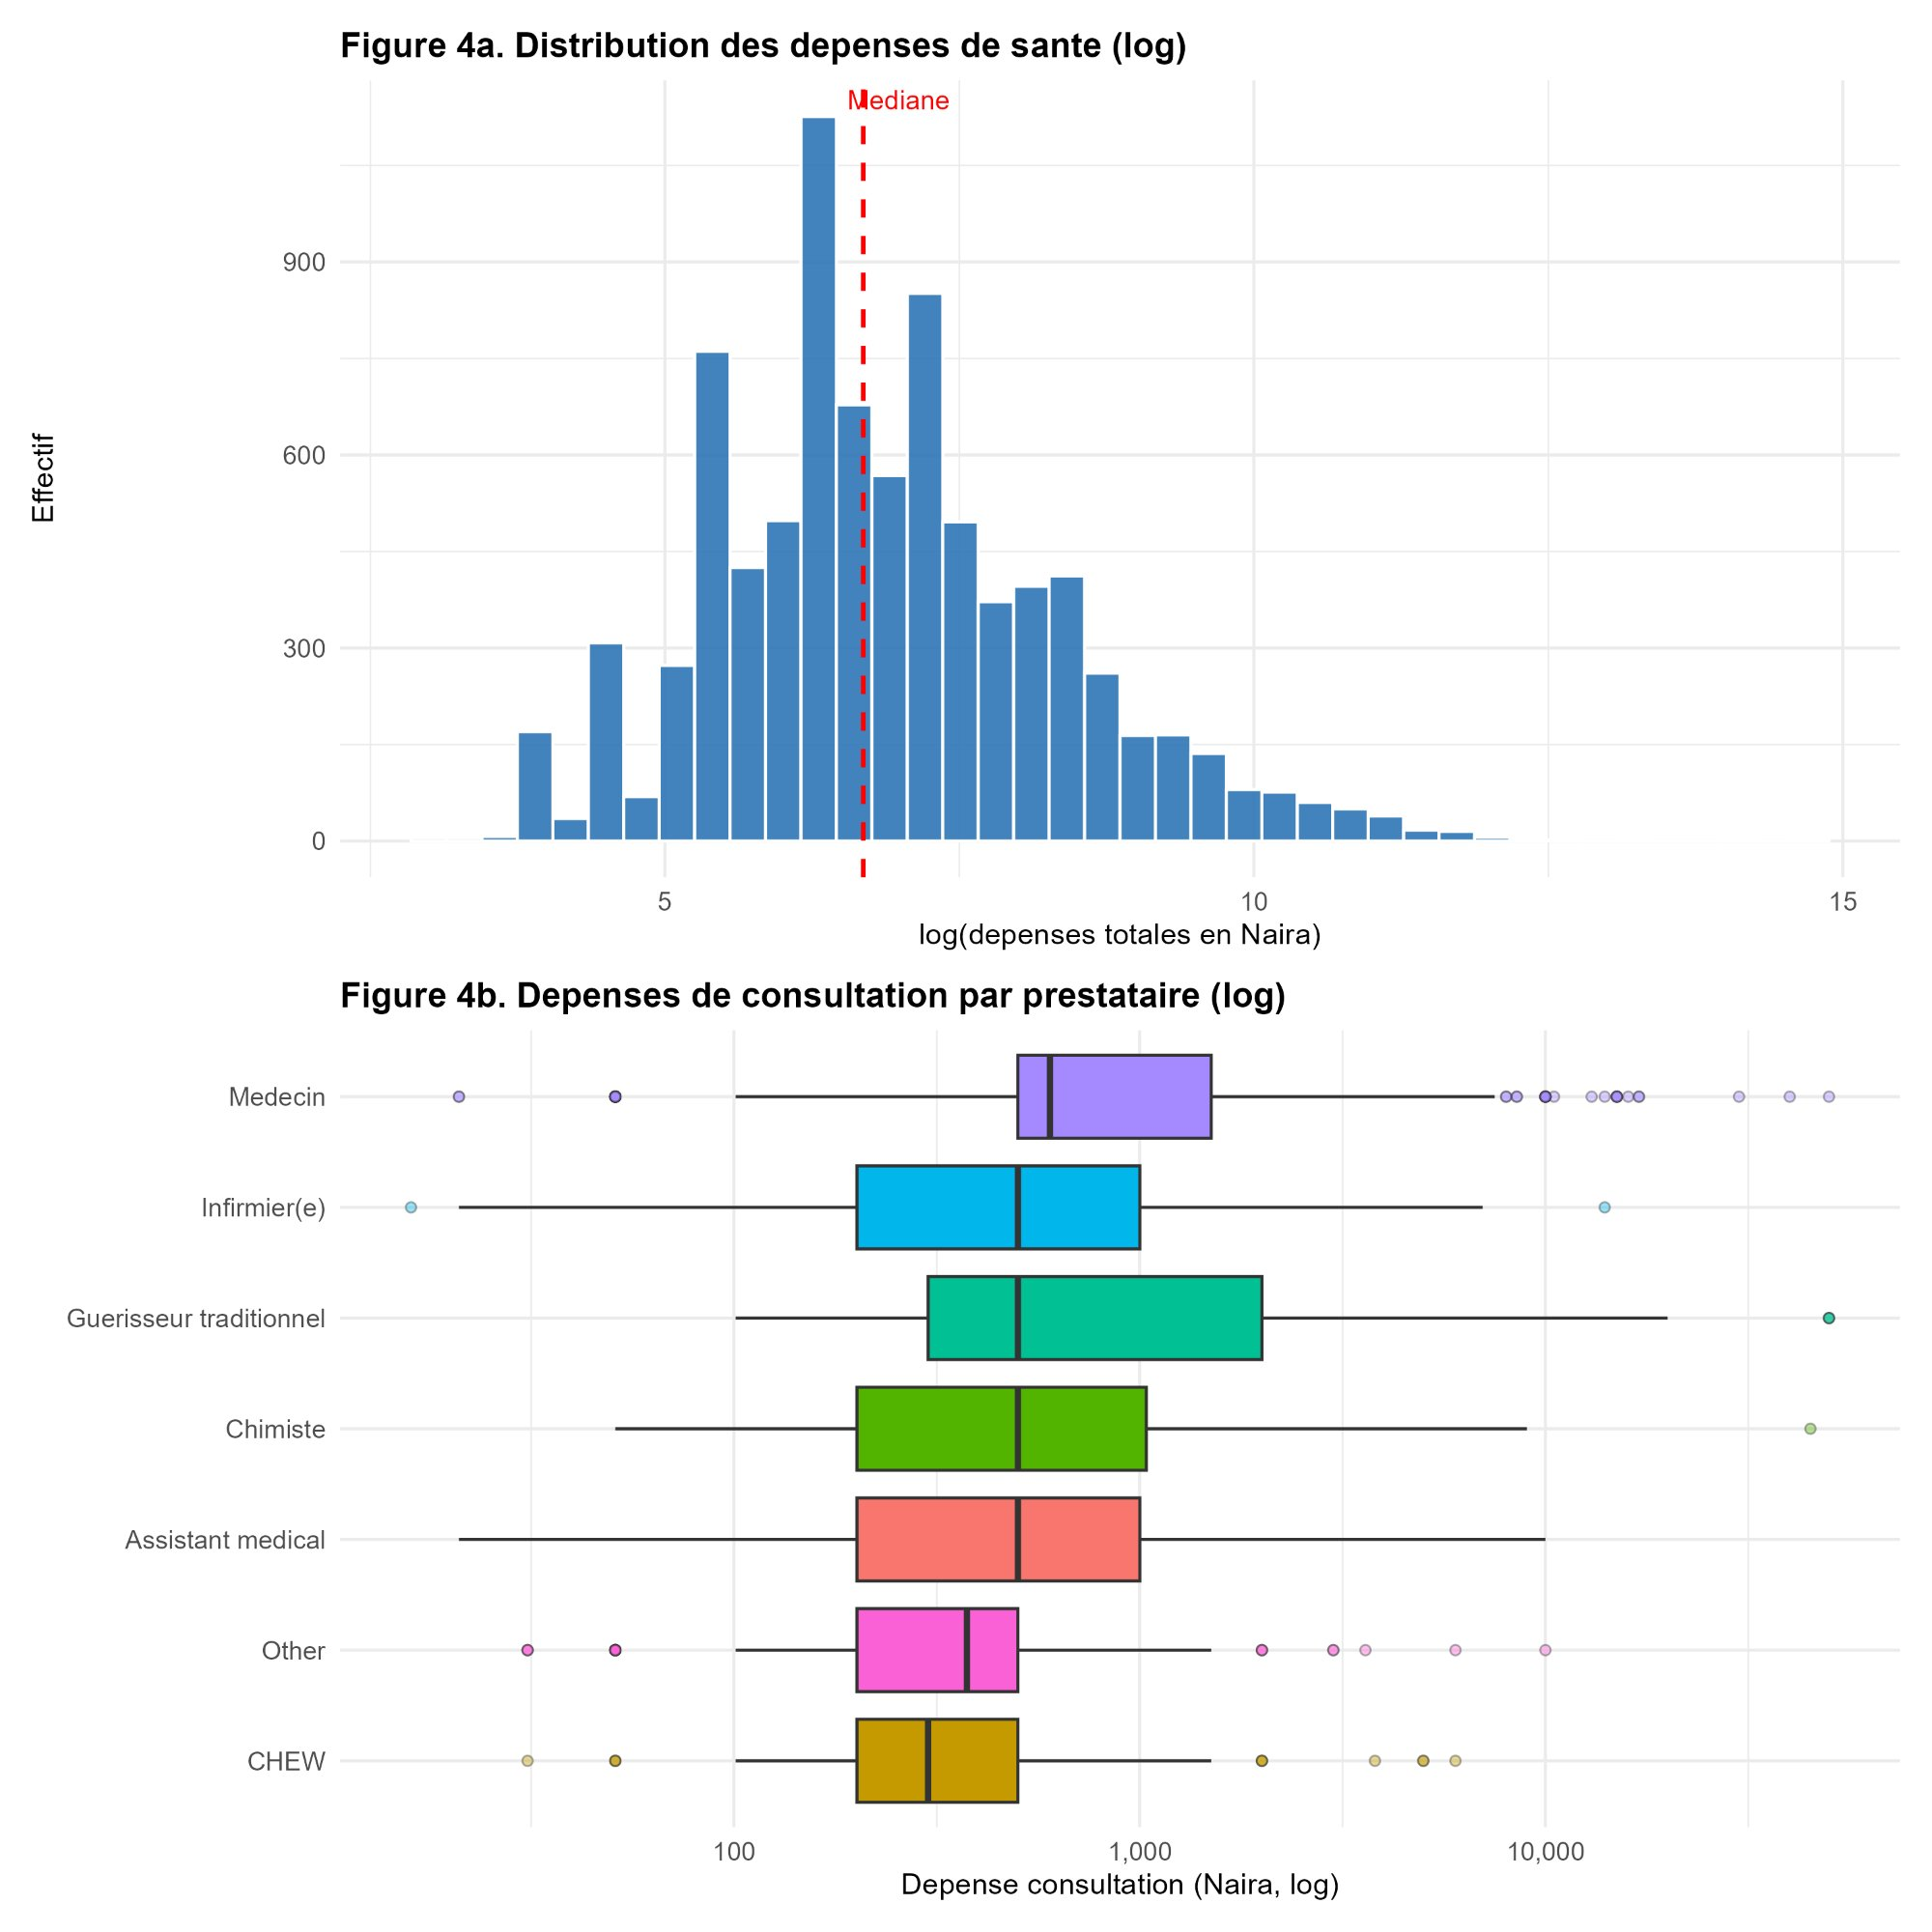 Figure 4a. Distribution des depenses de sante (log)
Mediane
900
600
300
0
Effectif
5 10 15
log(depenses totales en Naira)
Figure 4b. Depenses de consultation par prestataire (log)
Medecin
Infirmier(e)
Guerisseur traditionnel
Chimiste
Assistant medical
Other
CHEW
100 1,000 10,000
Depense consultation (Naira, log)